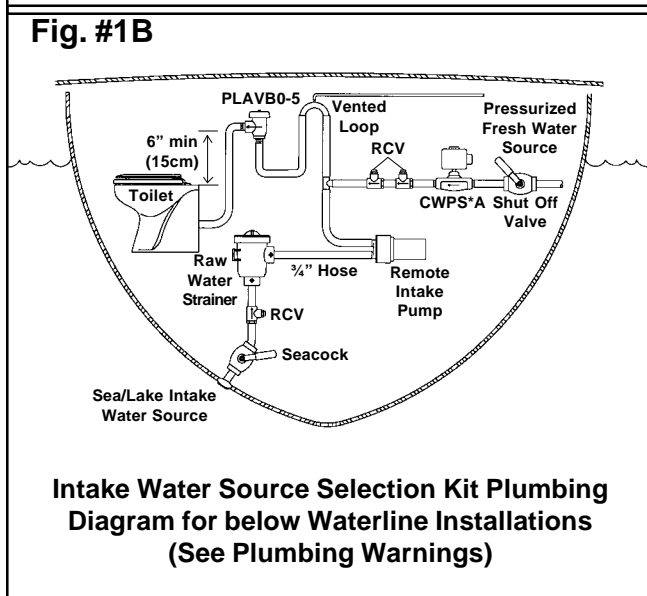 Fig. #1B
PLAVB0-5
Vented
Loop
Pressurized
Fresh Water
Source
6” min
(15cm)
RCV
Toilet
CWPS*A
Shut Off
Valve
Raw
Water
Strainer
¾” Hose
Remote
Intake
Pump
RCV
Seacock
Sea/Lake Intake
Water Source
Intake Water Source Selection Kit Plumbing
Diagram for below Waterline Installations
(See Plumbing Warnings)